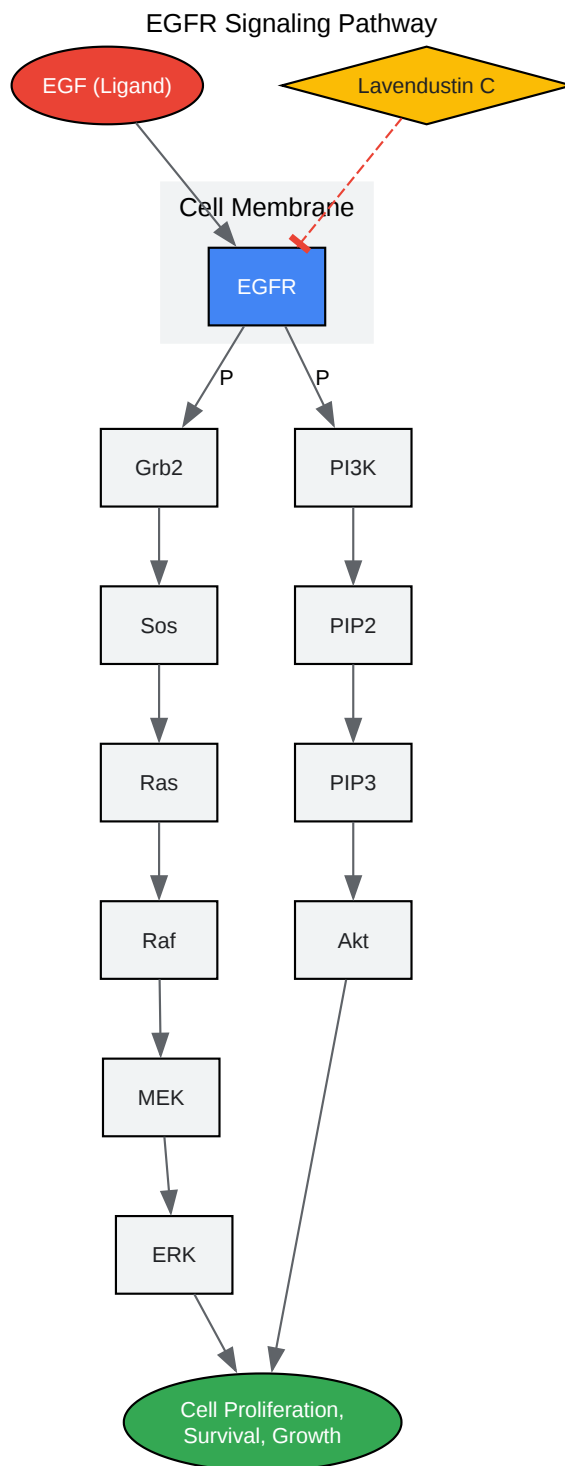 EGFR Signaling Pathway
EGF (Ligand)
Lavendustin C
Cell Membrane
EGFR
P
P
Grb2
PI3K
Sos
PIP2
Ras
PIP3
Raf
Akt
MEK
ERK
Cell Proliferation,
Survival, Growth